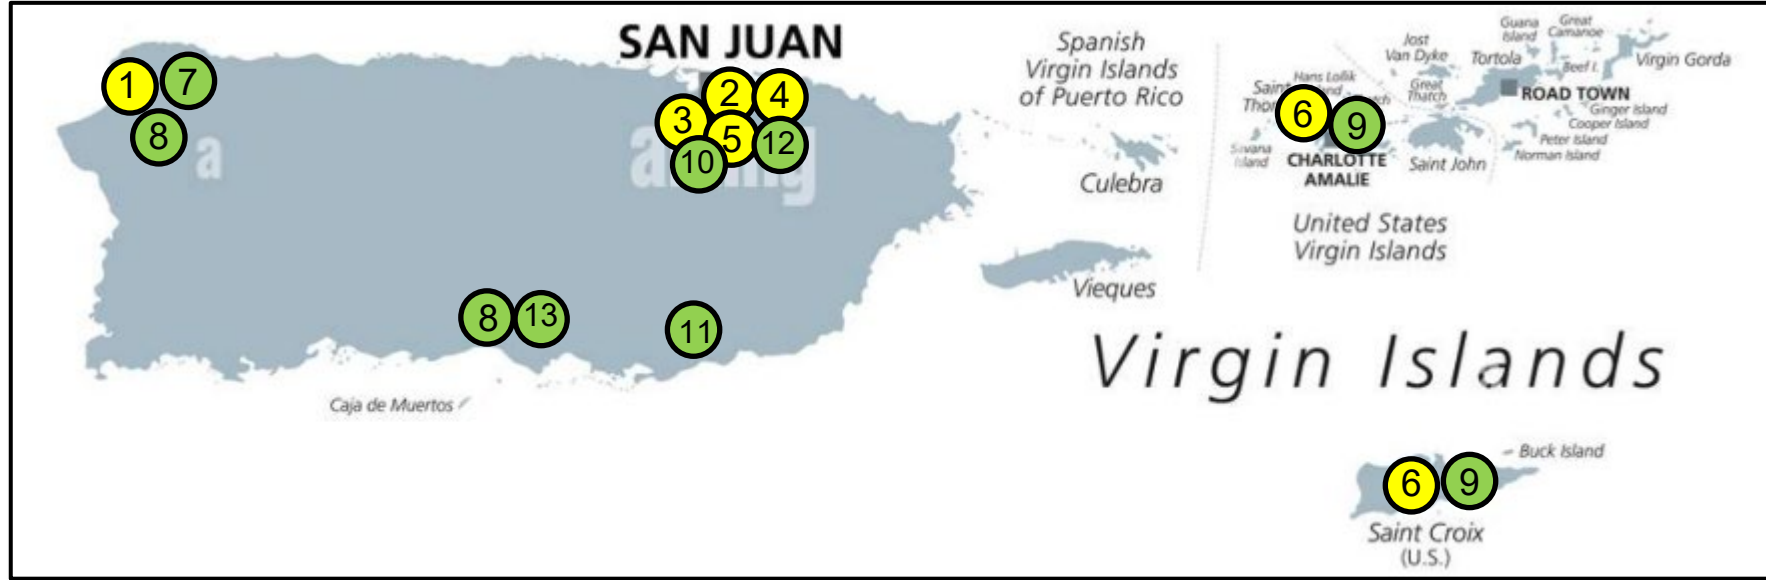 SAN JUAN
1
7
8
2
4
3
5
12
10
a
8
13
11
Caja de Muertos
Spanish
Virgin Islands
of Puerto Rico
Culebra
Vieques
Guana
Island
Great
Camanoe
Jost
Van Dyke
Tortola
Beef I.
Virgin Gorda
Hans Lollik
Great
Thatch
ROAD TOWN
Ginger Island
Cooper Island
Peter Island
Norman Island
6
9
Savana
Island
CHARLOTTE
AMALIE
Saint John
United States
Virgin Islands
Virgin Islands
Buck Island
6
9
Saint Croix
(U.S.)